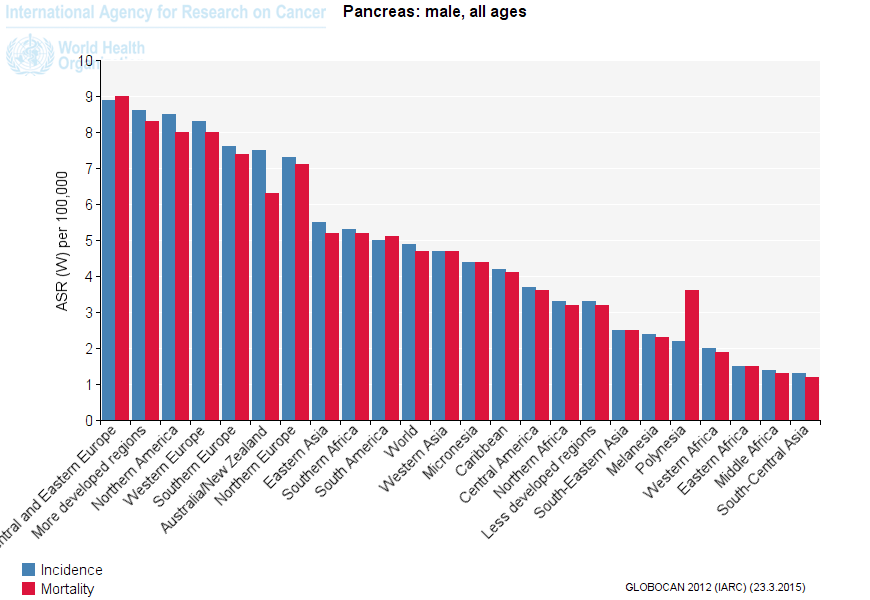 International Agency for Research on Cancer
Pancreas: male, all ages
World Health
10
9
8
7
6
5
4
3
2
1
0
ASR (W) per 100,000
ntral and Eastern Europe
More developed regions
Northern America
Western Europe
Southern Europe
Australia/New Zealand
Northern Europe
Eastern Asia
Southern Africa
South America
World
Western Asia
Micronesia
Caribbean
Central America
Northern Africa
Less developed regions
South-Eastern Asia
Melanesia
Polynesia
Western Africa
Eastern Africa
Middle Africa
South-Central Asia
Incidence
Mortality
GLOBOCAN 2012 (IARC) (23.3.2015)